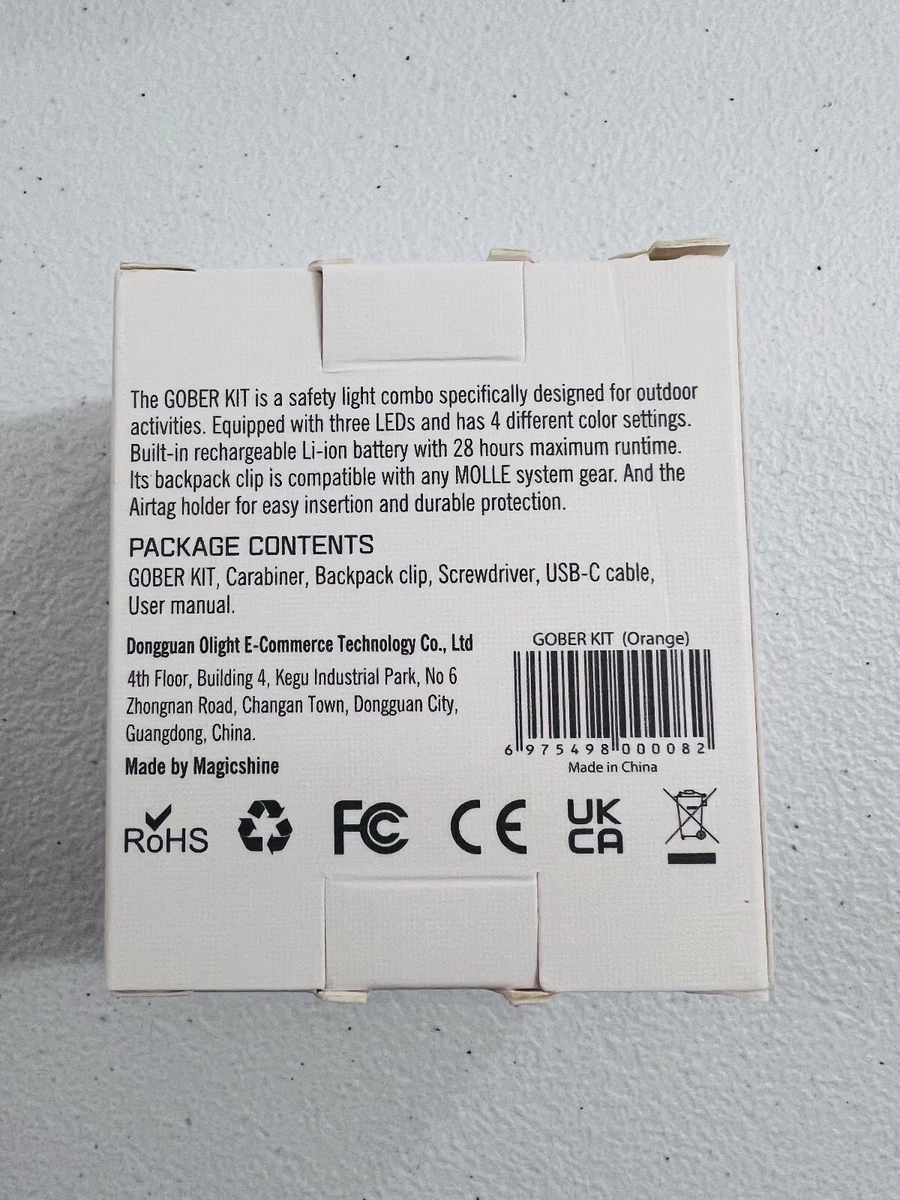 The GOBER KIT is a safety light combo specifically designed for outdoor
activities. Equipped with three LEDs and has 4 different color settings.
Built-in rechargeable Li-ion battery with 28 hours maximum runtime.
Its backpack clip is compatible with any MOLLE system gear. And the
Airtag holder for easy insertion and durable protection.
PACKAGE CONTENTS
GOBER KIT, Carabiner, Backpack clip, Screwdriver, USB-C cable,
User manual.
Dongguan Olight E-Commerce Technology Co., Ltd
4th Floor, Building 4, Kegu Industrial Park, No 6
Zhongnan Road, Changan Town, Dongguan City,
Guangdong, China.
Made by Magicshine
GOBER KIT (Orange)
6 975498 000082
Made in China
RoHS
FC
CE
UK
CA